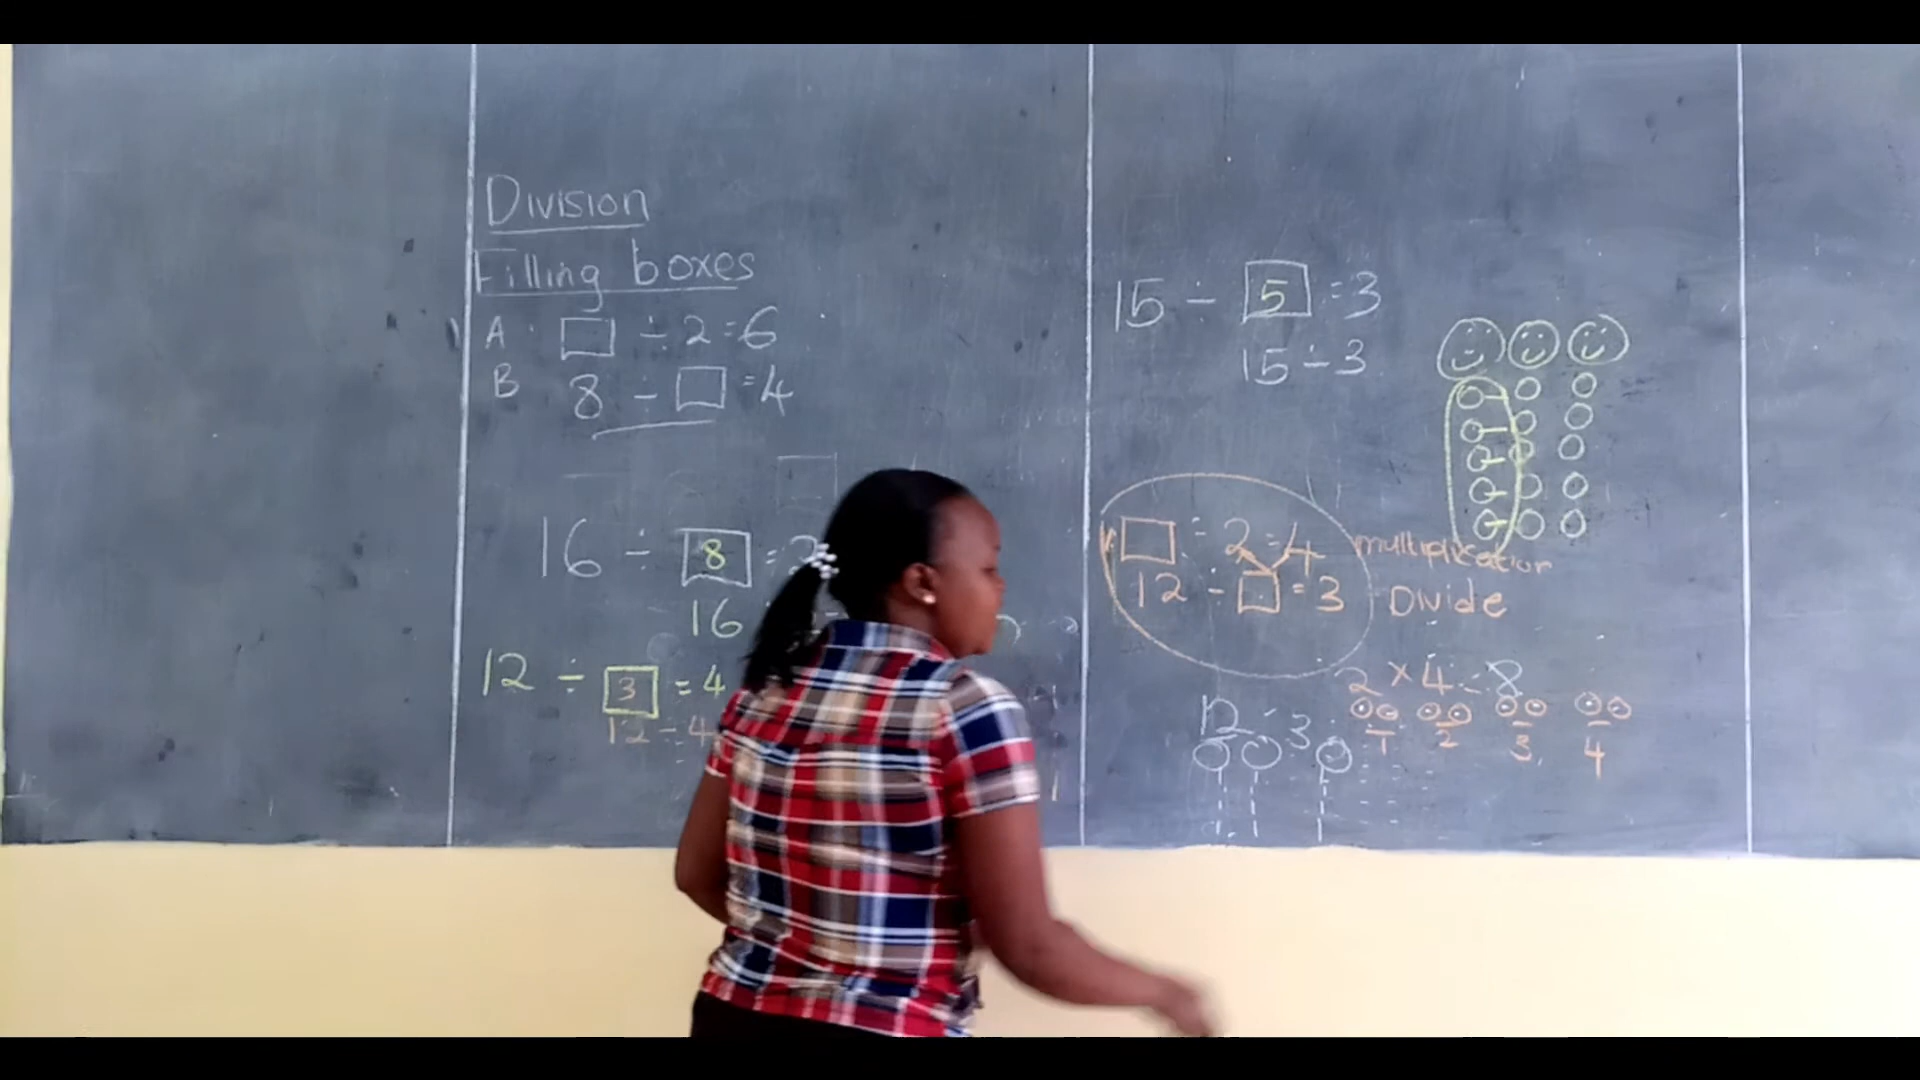 Division
Filling boxes
A □ ÷ 2 = 6
B 8 ÷ □ = 4
16 ÷ 8 = 2
16
12 ÷ 3 = 4
12 ÷ 4
15 ÷ 5 = 3
15 ÷ 3
□ ÷ 2 = 4 multiplication
12 ÷ □ = 3 Divide
2 × 4 = 8
1 2 3 4
12 ÷ 3